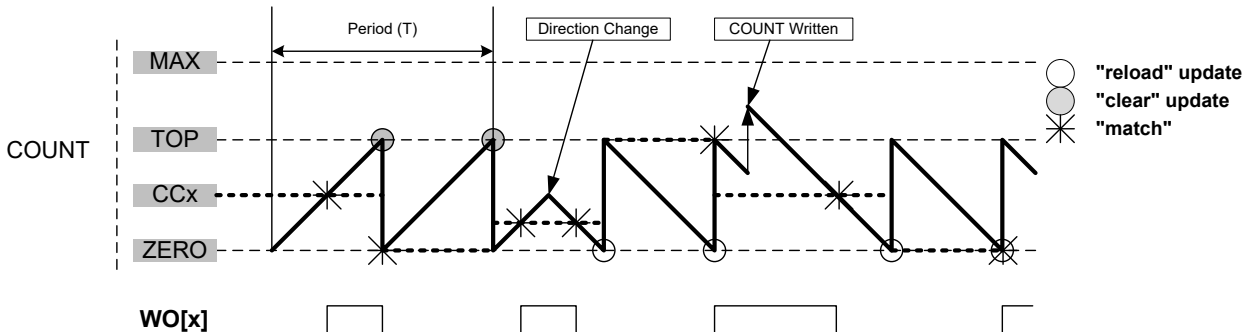 Period (T)
Direction Change
COUNT Written
MAX
"reload" update
"clear" update
TOP
"match"
COUNT
CCx
ZERO
WO[x]